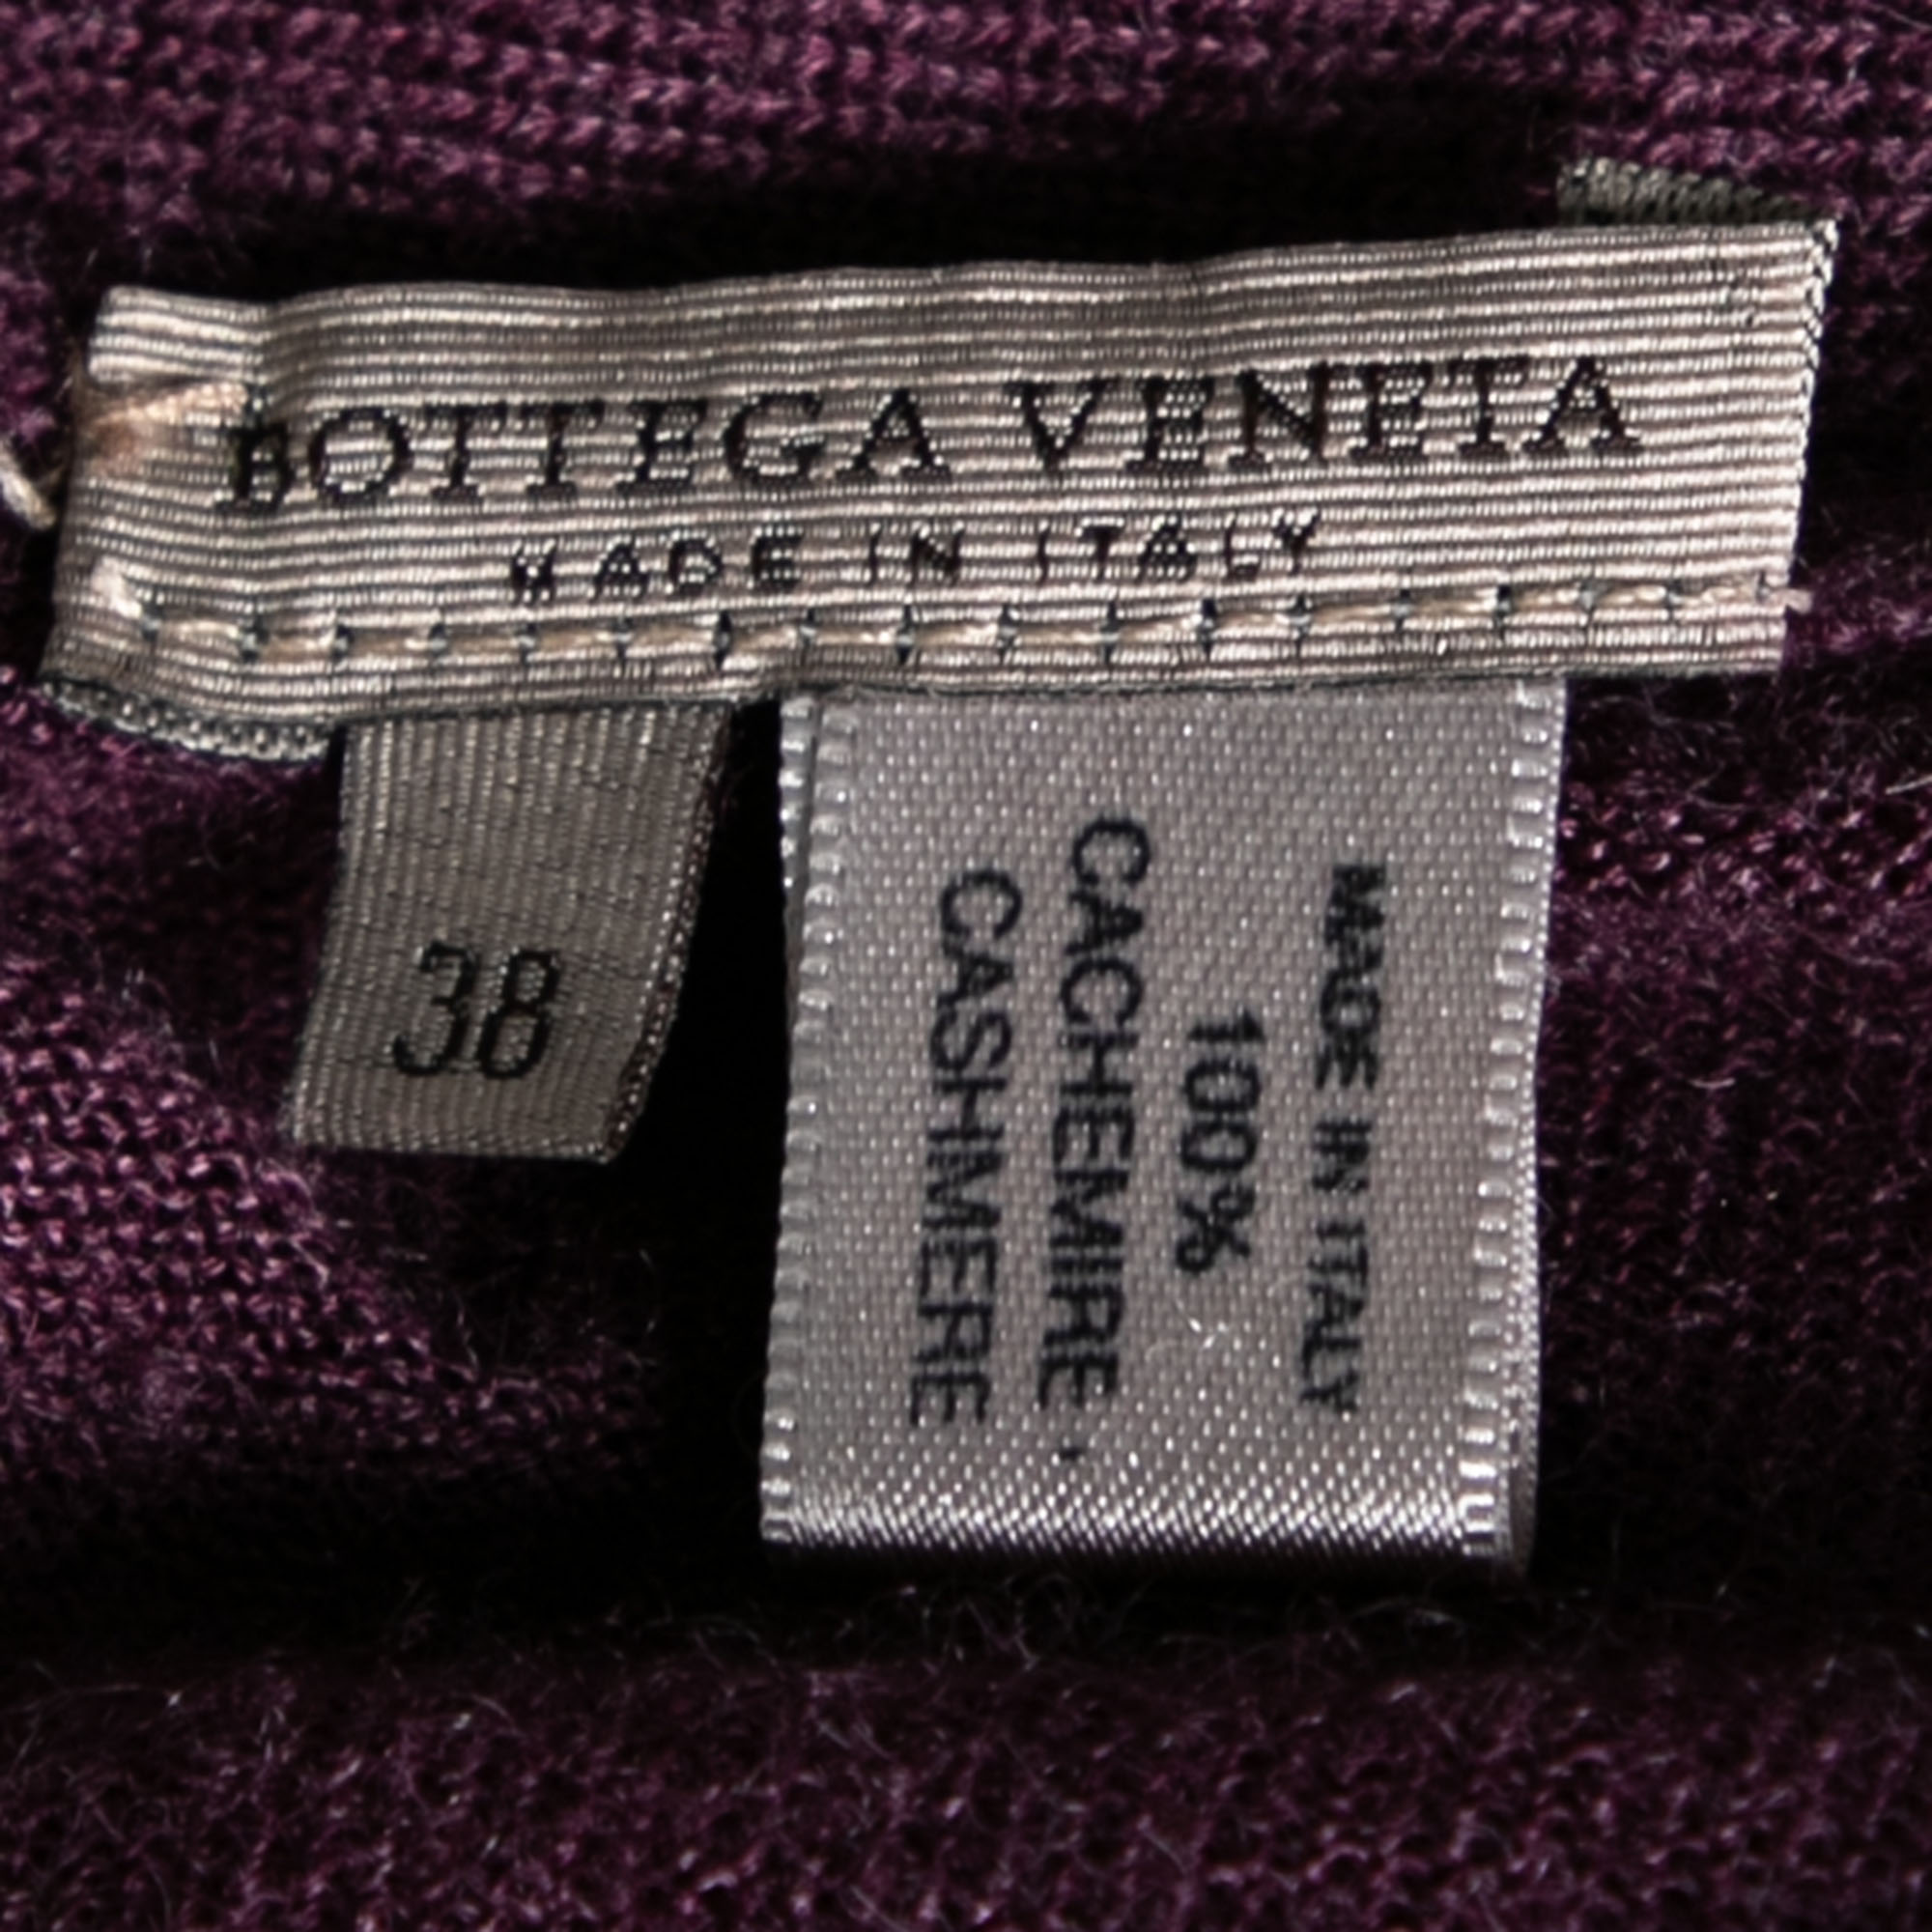 BOTTEGA VENETA
MADE IN ITALY
38
MADE IN ITALY
100%
CACHEMIRE
CASHMERE